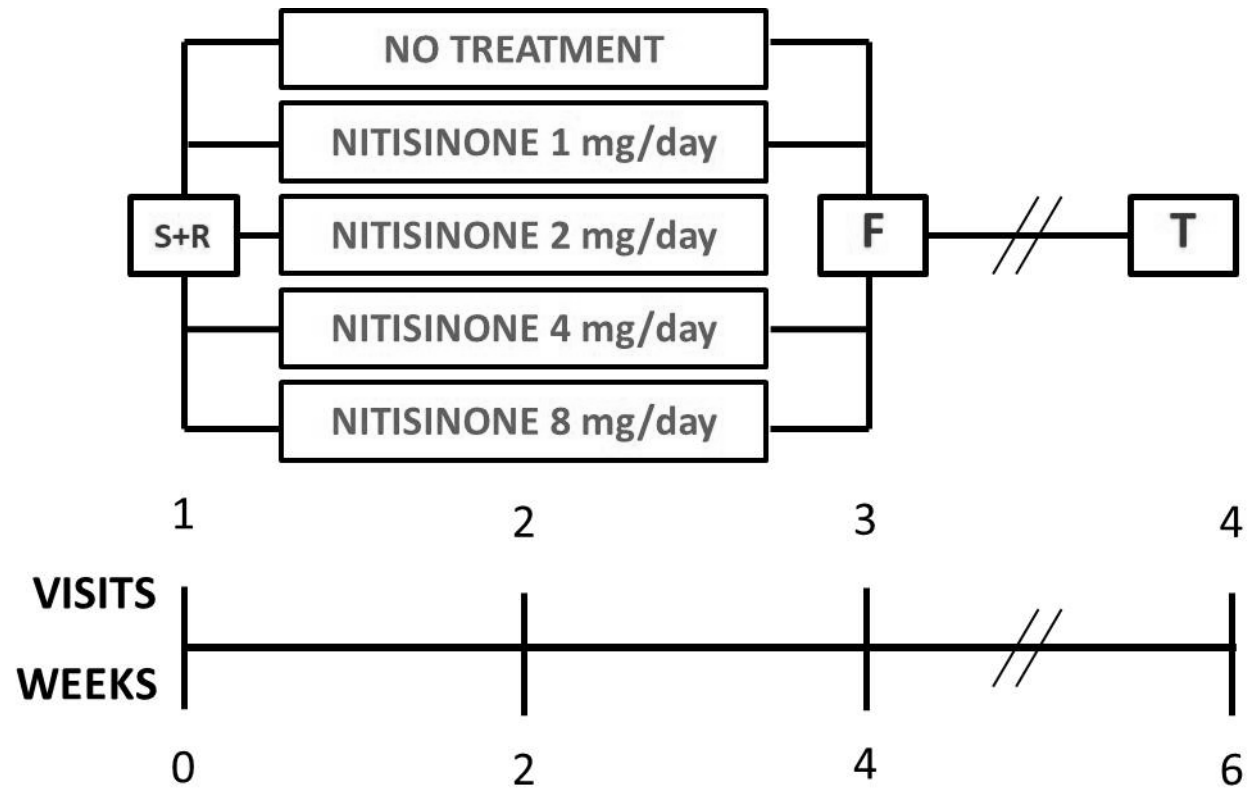 NO TREATMENT
NITISINONE 1 mg/day
S+R NITISINONE 2 mg/day F T
NITISINONE 4 mg/day
NITISINONE 8 mg/day
1 2 3 4
VISITS
WEEKS
0 2 4 6